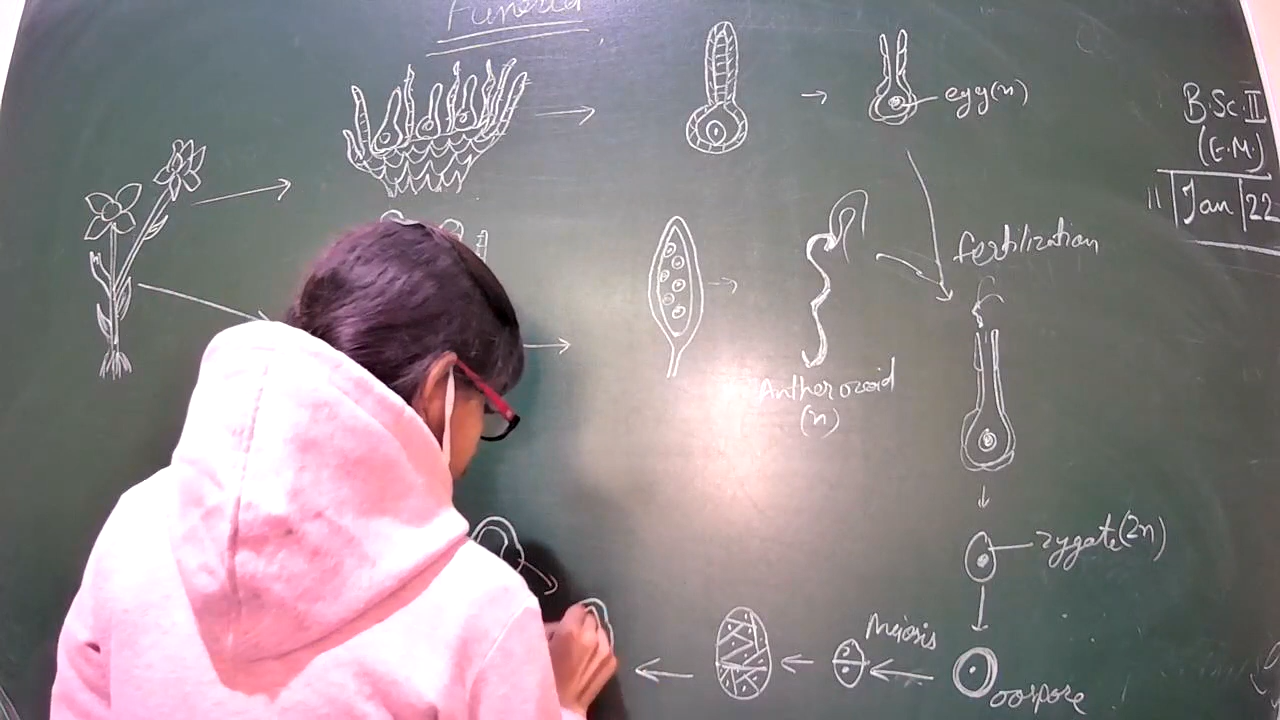 Funaria
egg(n)
B.Sc.II
(E.M.)
11 Jan 22
fertilization
Antherozoid
(n)
zygote(2n)
Meiosis
oospore